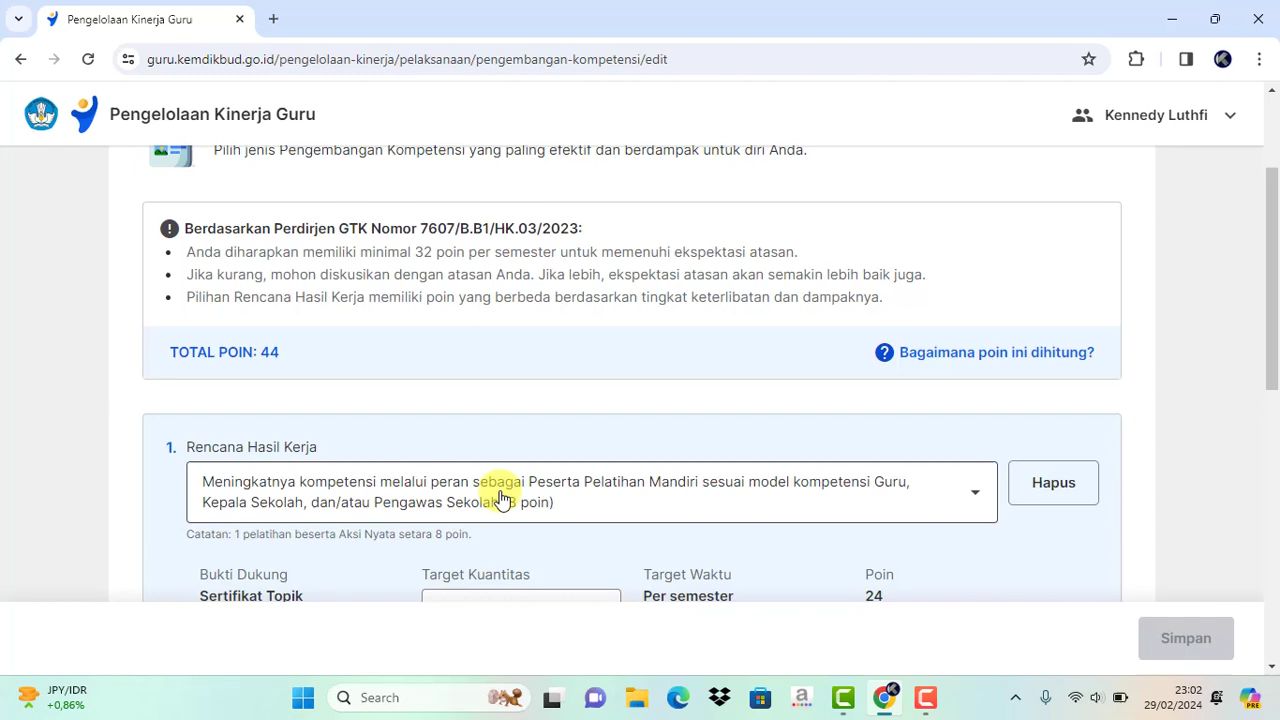 Pengelolaan Kinerja Guru
guru.kemdikbud.go.id/pengelolaan-kinerja/pelaksanaan/pengembangan-kompetensi/edit
Pengelolaan Kinerja Guru
Kennedy Luthfi
Pilih jenis Pengembangan Kompetensi yang paling efektif dan berdampak untuk diri Anda.
Berdasarkan Perdirjen GTK Nomor 7607/B.B1/HK.03/2023:
• Anda diharapkan memiliki minimal 32 poin per semester untuk memenuhi ekspektasi atasan.
• Jika kurang, mohon diskusikan dengan atasan Anda. Jika lebih, ekspektasi atasan akan semakin lebih baik juga.
• Pilihan Rencana Hasil Kerja memiliki poin yang berbeda berdasarkan tingkat keterlibatan dan dampaknya.
TOTAL POIN: 44
Bagaimana poin ini dihitung?
1. Rencana Hasil Kerja
Meningkatnya kompetensi melalui peran sebagai Peserta Pelatihan Mandiri sesuai model kompetensi Guru,
Kepala Sekolah, dan/atau Pengawas Sekolah poin)
Hapus
Catatan: 1 pelatihan beserta Aksi Nyata setara 8 poin.
Bukti Dukung Target Kuantitas Target Waktu Poin
Sertifikat Topik Per semester 24
Simpan
JPY/IDR
+0,86%
Search
23:02
29/02/2024